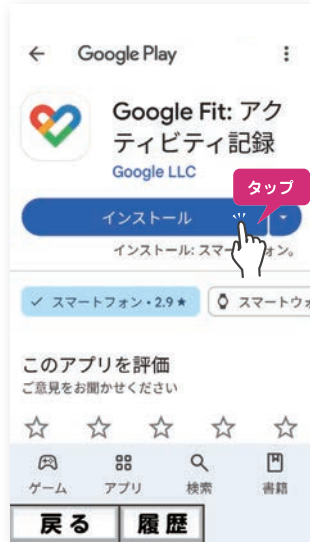 Google Play
Google Fit: アク
ティビティ記録
Google LLC
タップ
インストール
インストール: スマー
ォン。
スマートフォン • 2.9 ★
スマートウォ
このアプリを評価
ご意見をお聞かせください
ゲーム
アプリ
検索
書籍
戻る
履歴